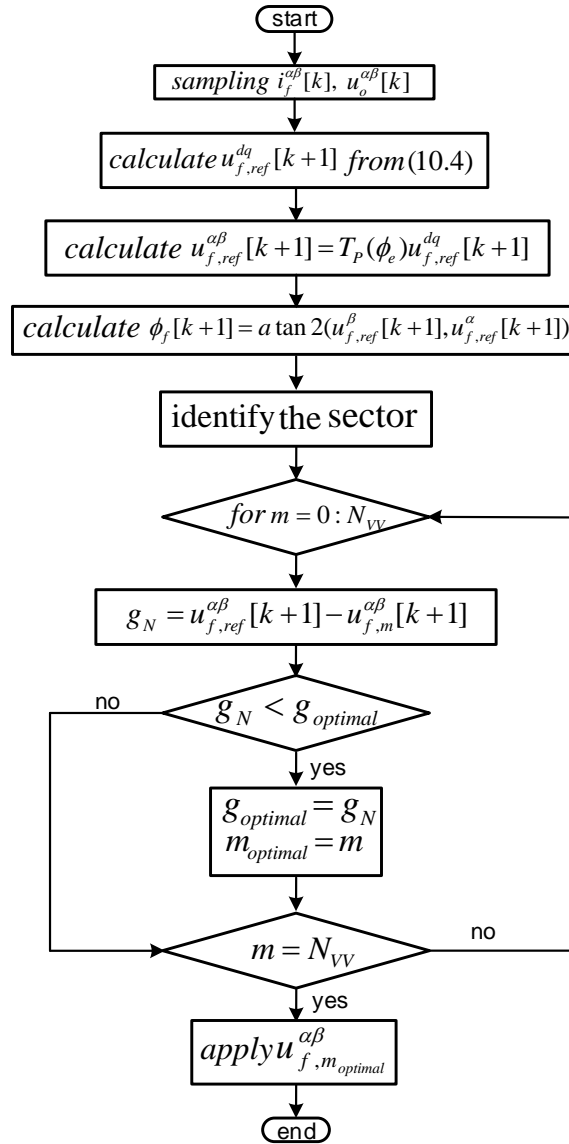 start
sampling i_f^{αβ}[k], u_o^{αβ}[k]
calculate u_{f,ref}^{dq}[k+1] from (10.4)
calculate u_{f,ref}^{αβ}[k+1] = T_P(ϕ_e)u_{f,ref}^{dq}[k+1]
calculate ϕ_f[k+1] = a tan 2(u_{f,ref}^{β}[k+1], u_{f,ref}^{α}[k+1])
identify the sector
for m = 0 : N_{VV}
g_N = u_{f,ref}^{αβ}[k+1] − u_{f,m}^{αβ}[k+1]
no
g_N < g_{optimal}
yes
g_{optimal} = g_N
m_{optimal} = m
m = N_{VV}
no
yes
apply u_{f,m_{optimal}}^{αβ}
end